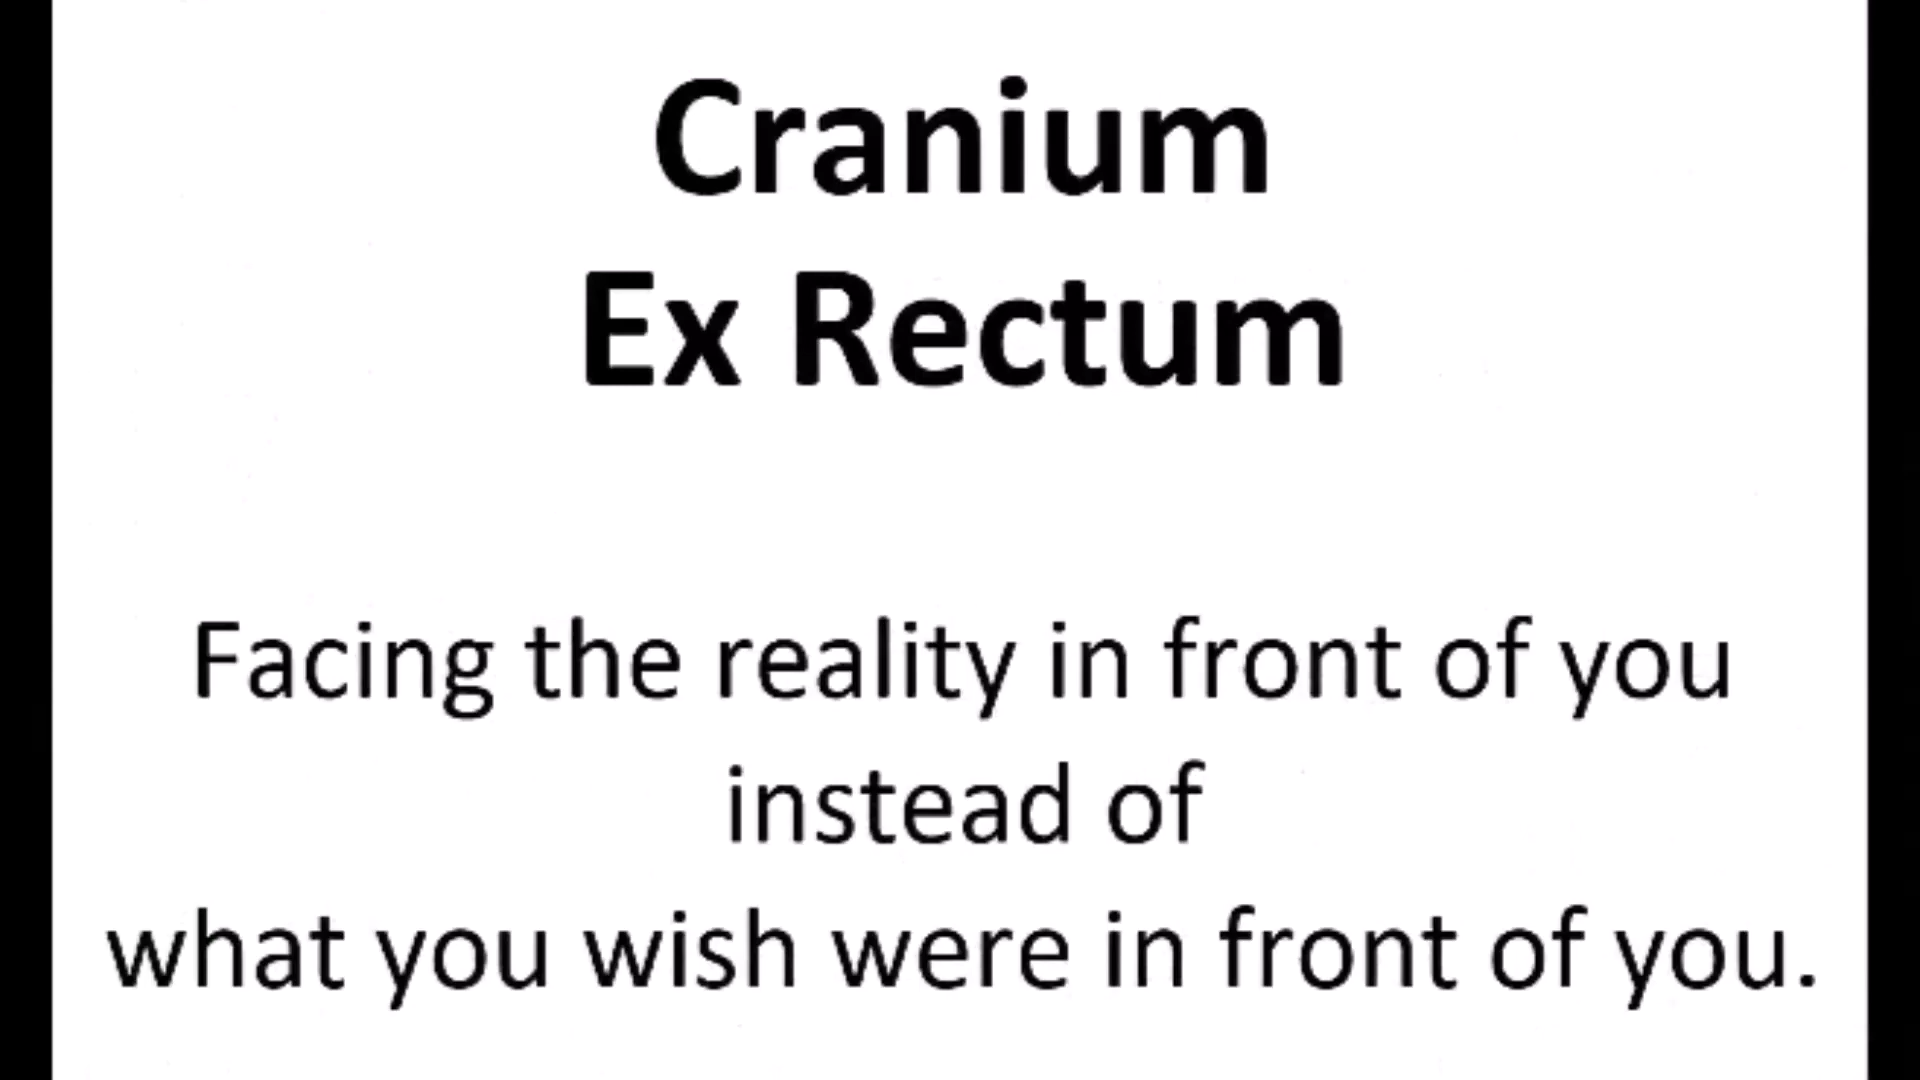 Cranium
Ex Rectum
Facing the reality in front of you
instead of
what you wish were in front of you.